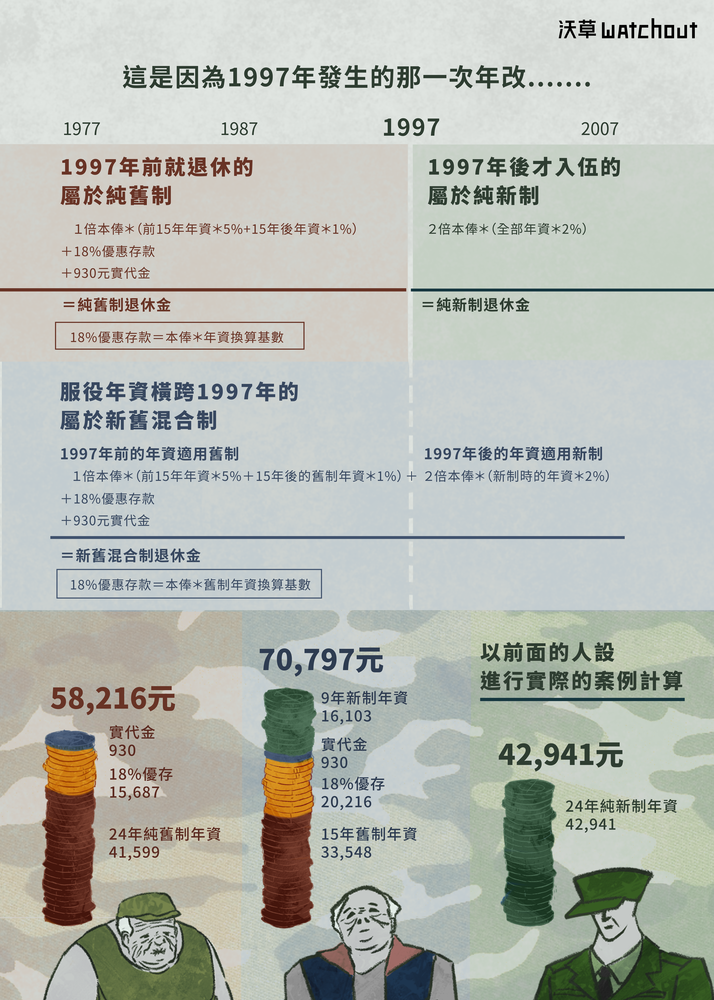 沃草 watchout
這是因為1997年發生的那一次年改.......
1977 1987 1997 2007
1997年前就退休的
屬於純舊制
1倍本俸＊(前15年年資＊5%+15年後年資＊1%)
＋18%優惠存款
＋930元實代金
＝純舊制退休金
18%優惠存款＝本俸＊年資換算基數
1997年後才入伍的
屬於純新制
2倍本俸＊(全部年資＊2%)
＝純新制退休金
服役年資橫跨1997年的
屬於新舊混合制
1997年前的年資適用舊制 1997年後的年資適用新制
1倍本俸＊(前15年年資＊5%＋15年後的舊制年資＊1%)＋ 2倍本俸＊(新制時的年資＊2%)
＋18%優惠存款
＋930元實代金
＝新舊混合制退休金
18%優惠存款＝本俸＊舊制年資換算基數
以前面的人設
進行實際的案例計算
58,216元
實代金
930
18%優存
15,687
24年純舊制年資
41,599
70,797元
9年新制年資
16,103
實代金
930
18%優存
20,216
15年舊制年資
33,548
42,941元
24年純新制年資
42,941